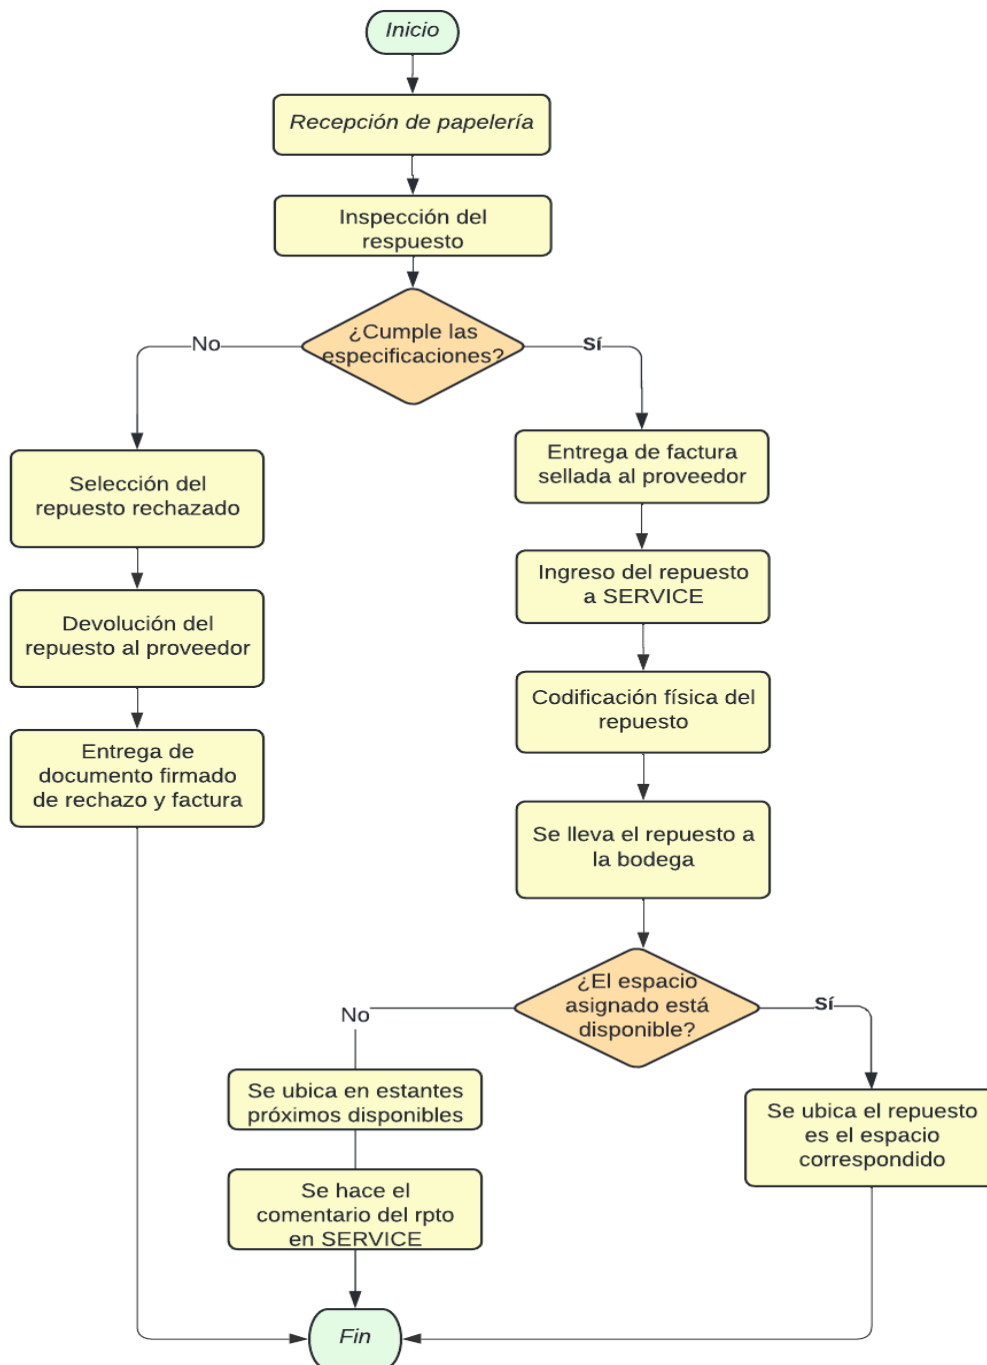 Inicio
Recepción de papelería
Inspección del
respuesto
¿Cumple las
especificaciones?
No
Sí
Selección del
repuesto rechazado
Devolución del
repuesto al proveedor
Entrega de
documento firmado
de rechazo y factura
Entrega de factura
sellada al proveedor
Ingreso del repuesto
a SERVICE
Codificación física del
repuesto
Se lleva el repuesto a
la bodega
¿El espacio
asignado está
disponible?
No
Sí
Se ubica en estantes
próximos disponibles
Se hace el
comentario del rpto
en SERVICE
Se ubica el repuesto
es el espacio
correspondido
Fin